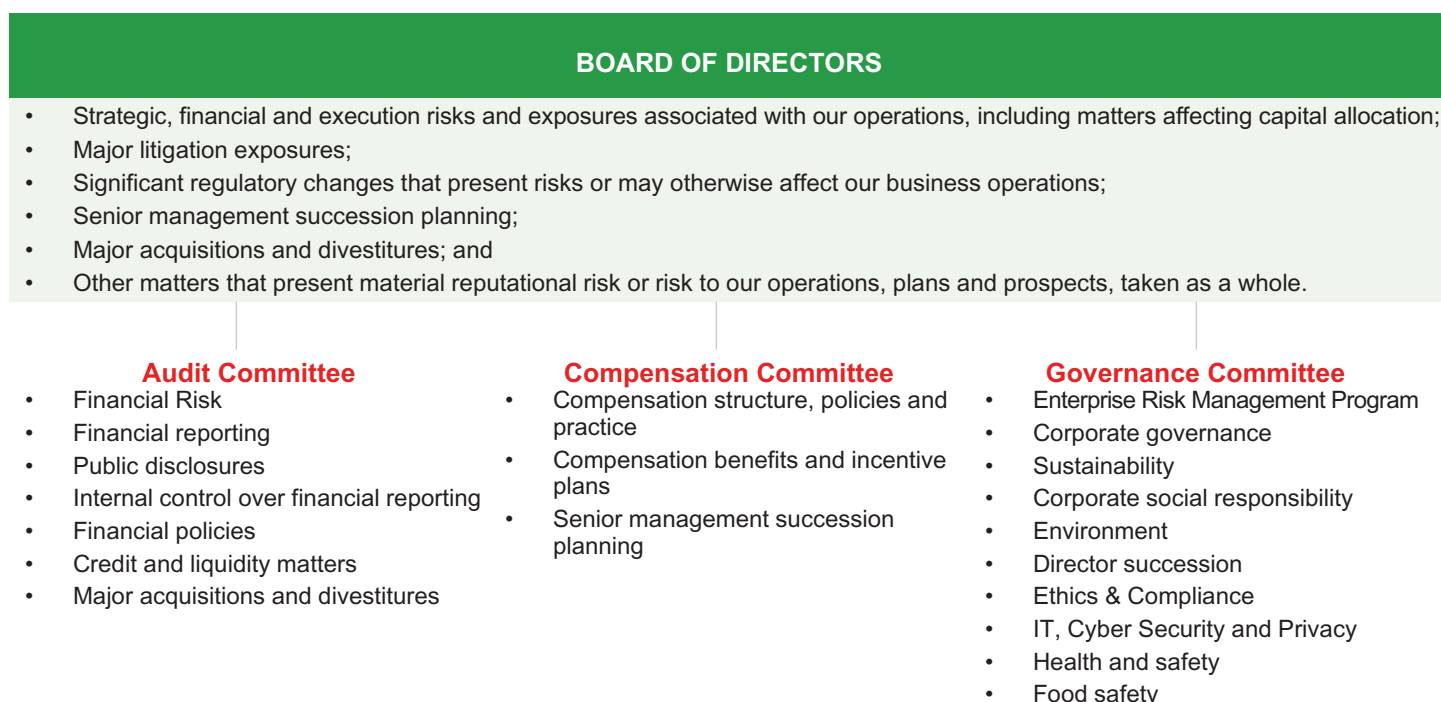 BOARD OF DIRECTORS
• Strategic, financial and execution risks and exposures associated with our operations, including matters affecting capital allocation;
• Major litigation exposures;
• Significant regulatory changes that present risks or may otherwise affect our business operations;
• Senior management succession planning;
• Major acquisitions and divestitures; and
• Other matters that present material reputational risk or risk to our operations, plans and prospects, taken as a whole.
Audit Committee
• Financial Risk
• Financial reporting
• Public disclosures
• Internal control over financial reporting
• Financial policies
• Credit and liquidity matters
• Major acquisitions and divestitures
Compensation Committee
• Compensation structure, policies and
practice
• Compensation benefits and incentive
plans
• Senior management succession
planning
Governance Committee
• Enterprise Risk Management Program
• Corporate governance
• Sustainability
• Corporate social responsibility
• Environment
• Director succession
• Ethics & Compliance
• IT, Cyber Security and Privacy
• Health and safety
• Food safety